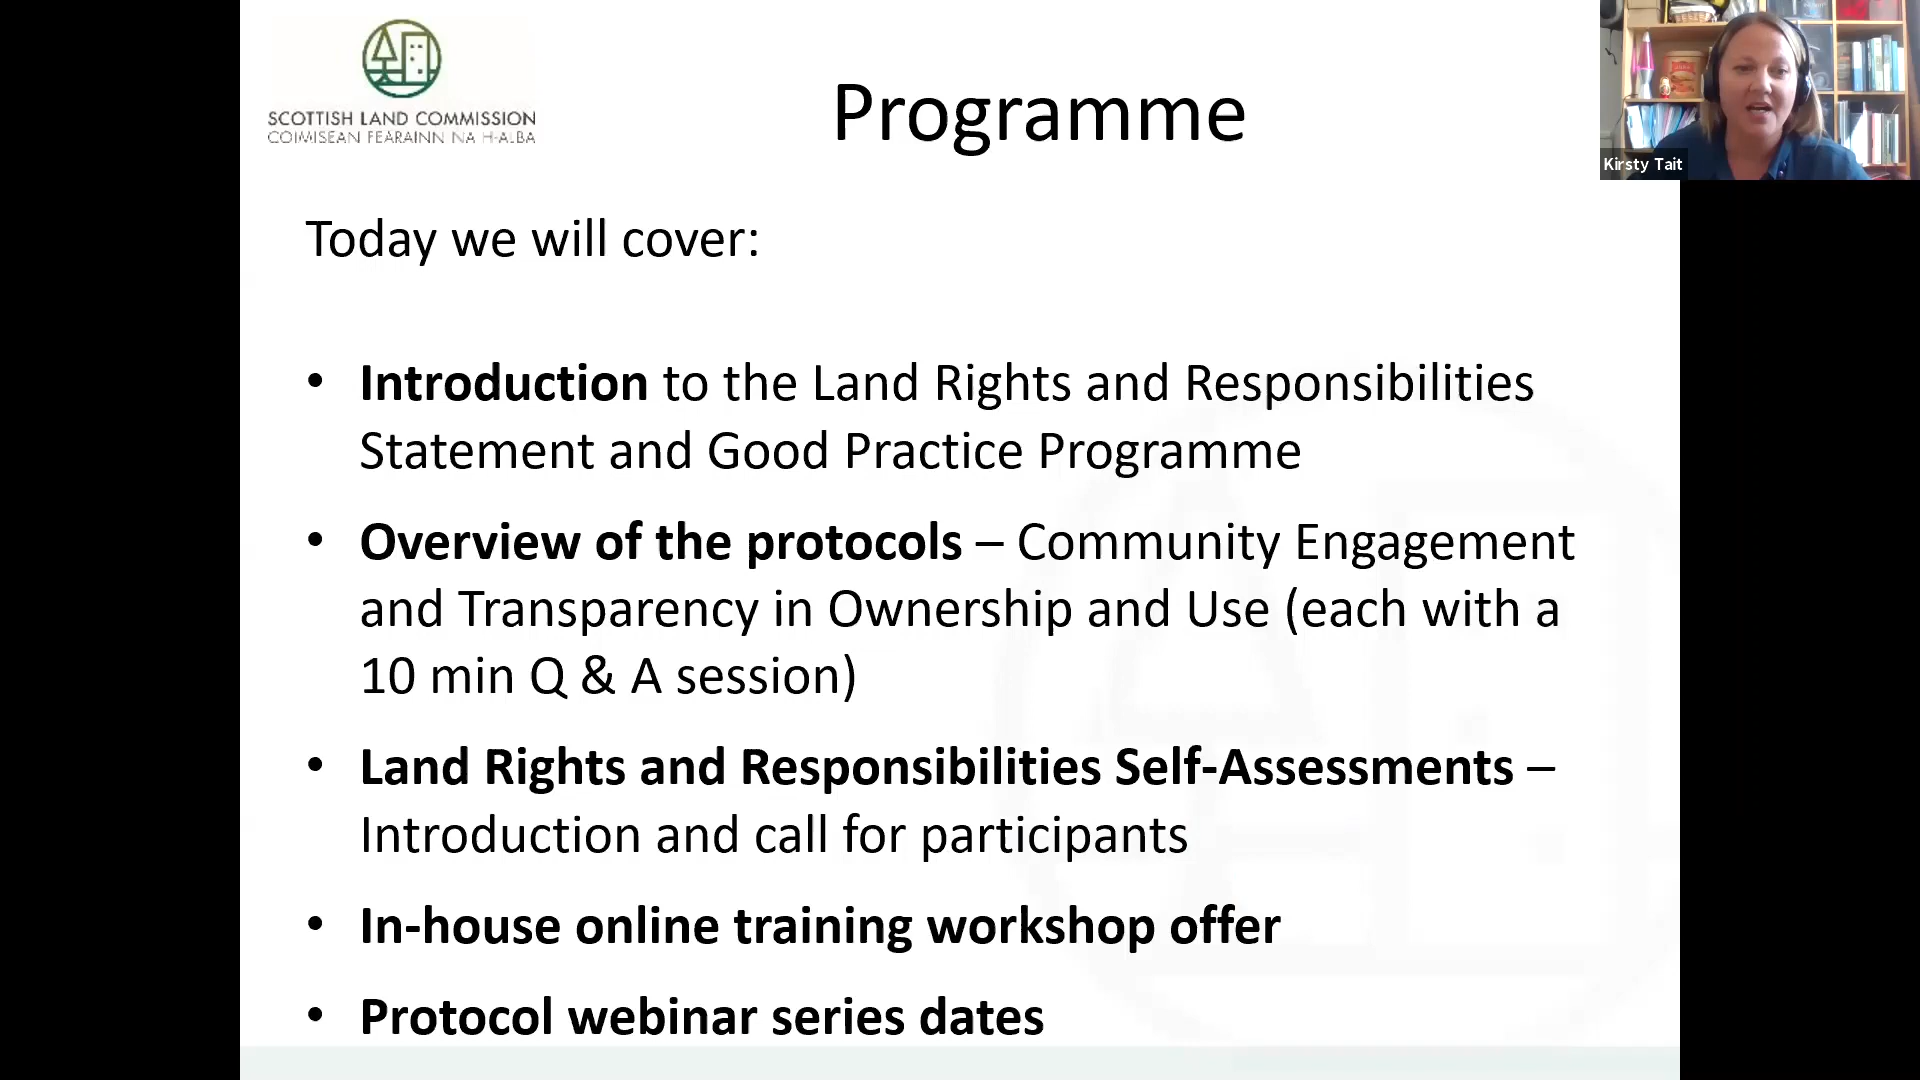 SCOTTISH LAND COMMISSION
COIMISEAN FEARAINN NA H-ALBA
Programme
Kirsty Tait
Today we will cover:
• Introduction to the Land Rights and Responsibilities
Statement and Good Practice Programme
• Overview of the protocols – Community Engagement
and Transparency in Ownership and Use (each with a
10 min Q & A session)
• Land Rights and Responsibilities Self-Assessments –
Introduction and call for participants
• In-house online training workshop offer
• Protocol webinar series dates